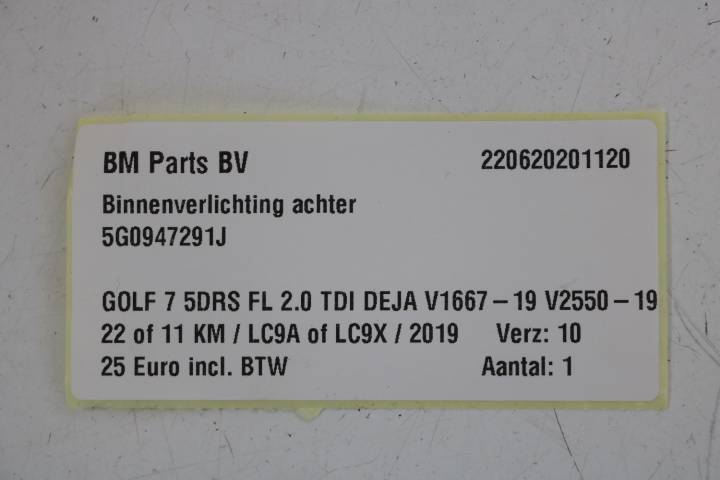 BM Parts BV 220620201120
Binnenverlichting achter
5G0947291J
GOLF 7 5DRS FL 2.0 TDI DEJA V1667-19 V2550-19
22 of 11 KM / LC9A of LC9X / 2019 Verz: 10
25 Euro incl. BTW Aantal: 1